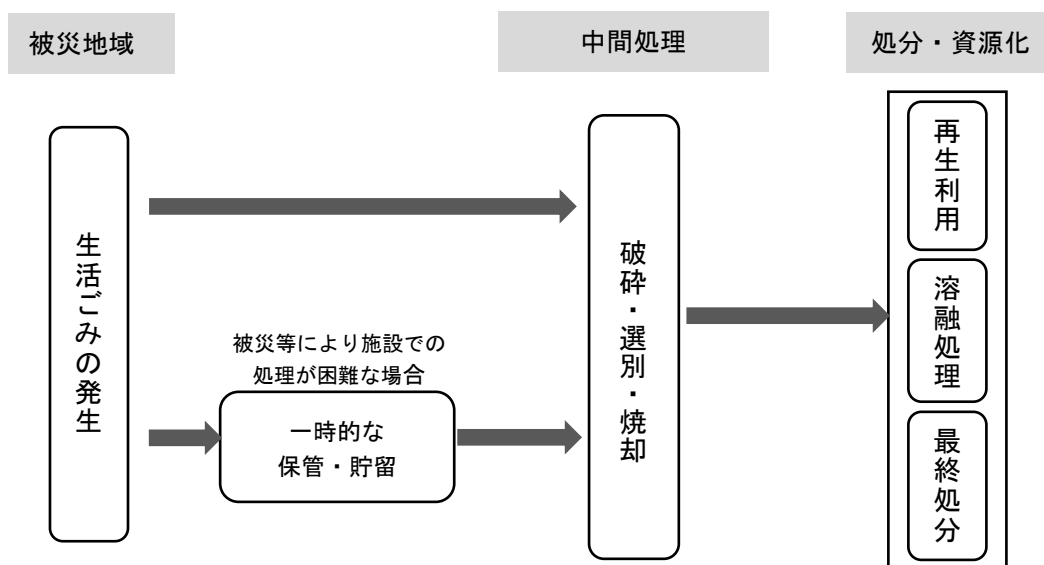 被災地域
中間処理
処分・資源化
生活ごみの発生
被災等により施設での
処理が困難な場合
一時的な
保管・貯留
破砕・選別・焼却
再生利用
溶融処理
最終処分